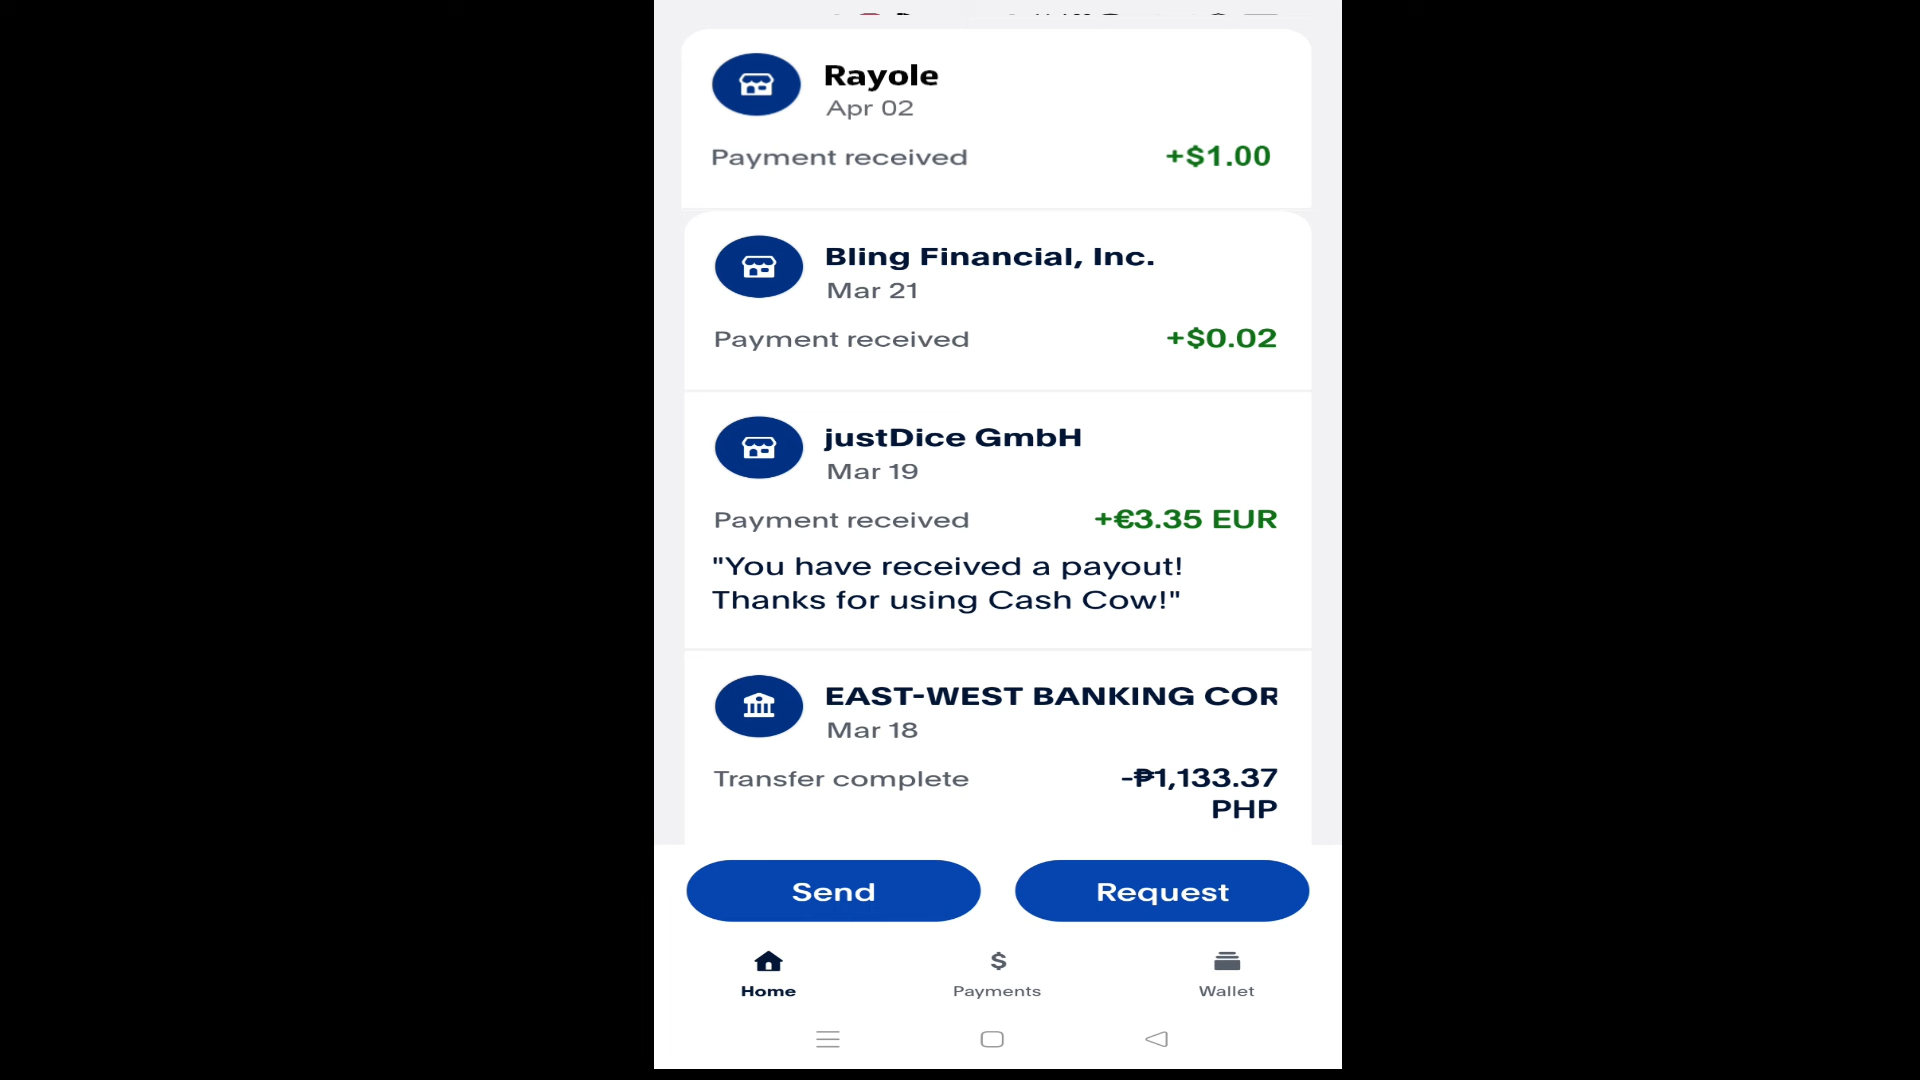 Rayole
Apr 02
Payment received +$1.00
Bling Financial, Inc.
Mar 21
Payment received +$0.02
justDice GmbH
Mar 19
Payment received +€3.35 EUR
"You have received a payout!
Thanks for using Cash Cow!"
EAST-WEST BANKING COR
Mar 18
Transfer complete -₱1,133.37
PHP
Send Request
Home $ Payments Wallet